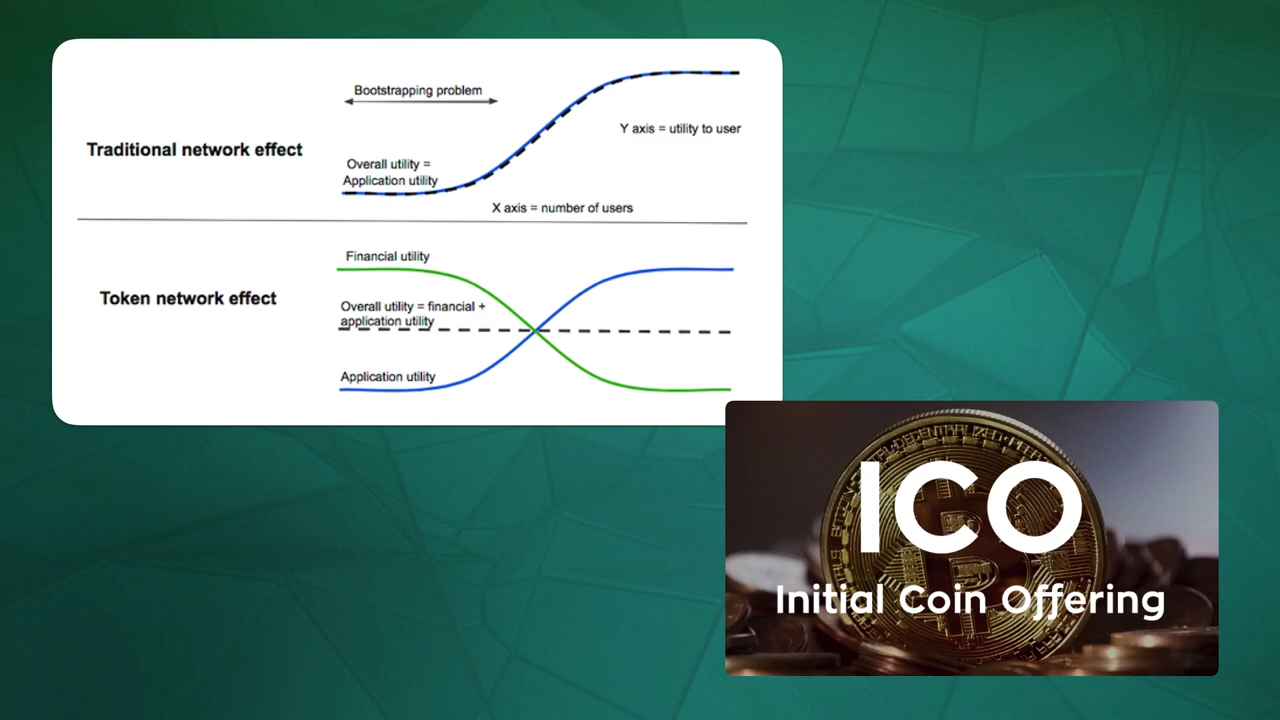 Bootstrapping problem
Traditional network effect
Y axis = utility to user
Overall utility =
Application utility
X axis = number of users
Financial utility
Token network effect
Overall utility = financial +
application utility
Application utility
DECENTRALIZED
ICO
Initial Coin Offering